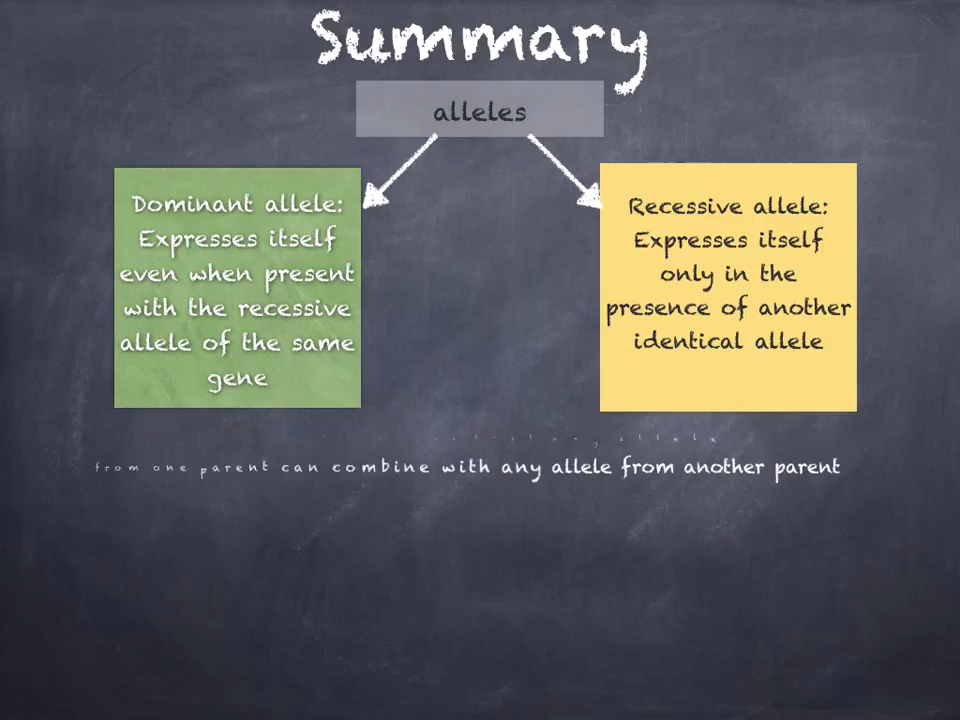 Summary
alleles
Dominant allele:
Expresses itself
even when present
with the recessive
allele of the same
gene
Recessive allele:
Expresses itself
only in the
presence of another
identical allele
any allele
from one parent can combine with any allele from another parent